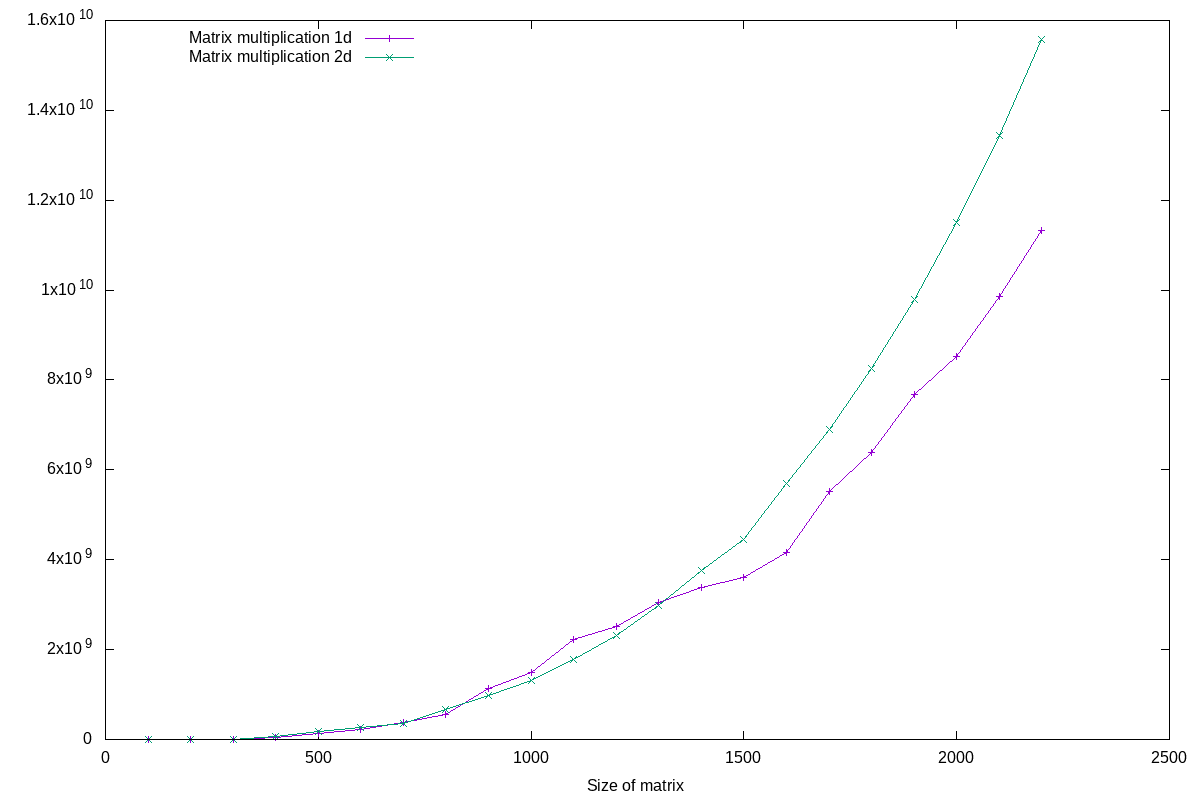 1.6x10^10
Matrix multiplication 1d
Matrix multiplication 2d
1.4x10^10
1.2x10^10
1x10^10
8x10^9
6x10^9
4x10^9
2x10^9
0
0 500 1000 1500 2000 2500
Size of matrix